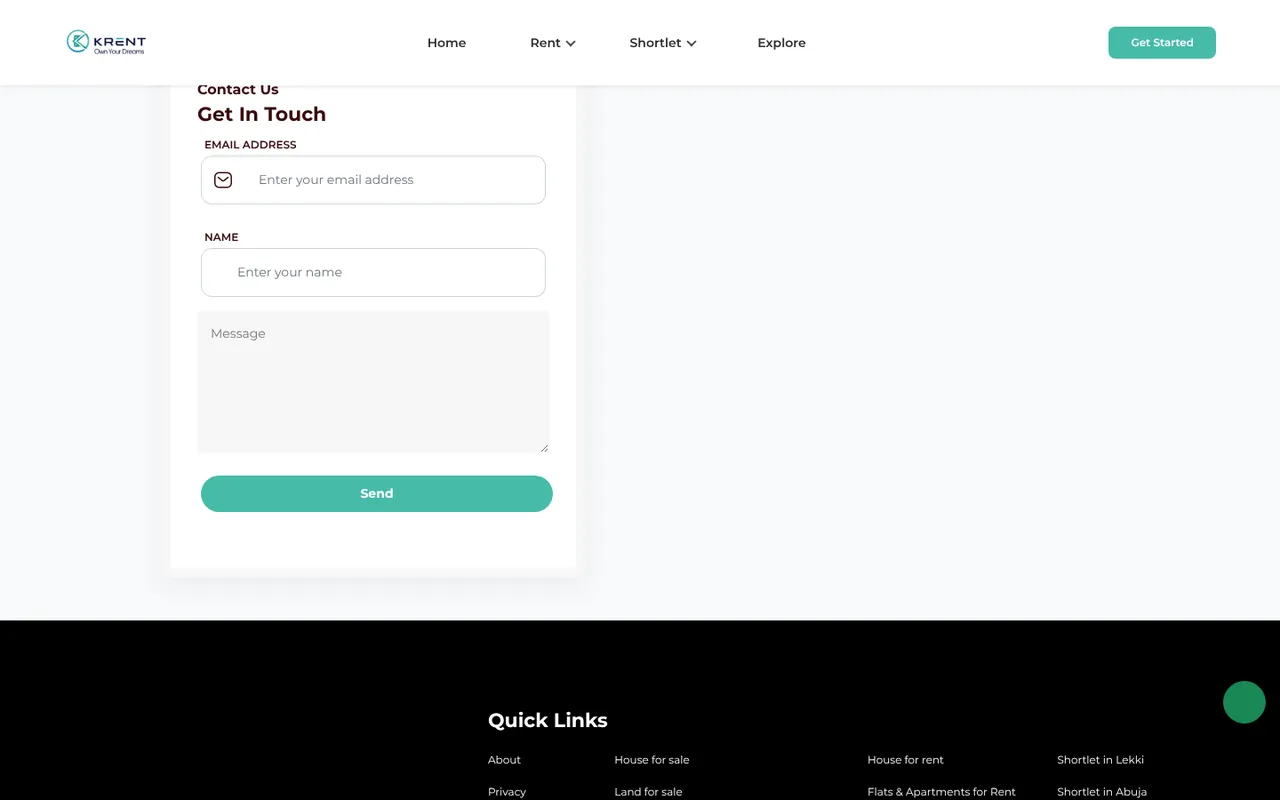 KRENT
Own Your Dreams
Home
Rent
Shortlet
Explore
Get Started
Contact Us
Get In Touch
EMAIL ADDRESS
Enter your email address
NAME
Enter your name
Message
Send
Quick Links
About
House for sale
House for rent
Shortlet in Lekki
Privacy
Land for sale
Flats & Apartments for Rent
Shortlet in Abuja